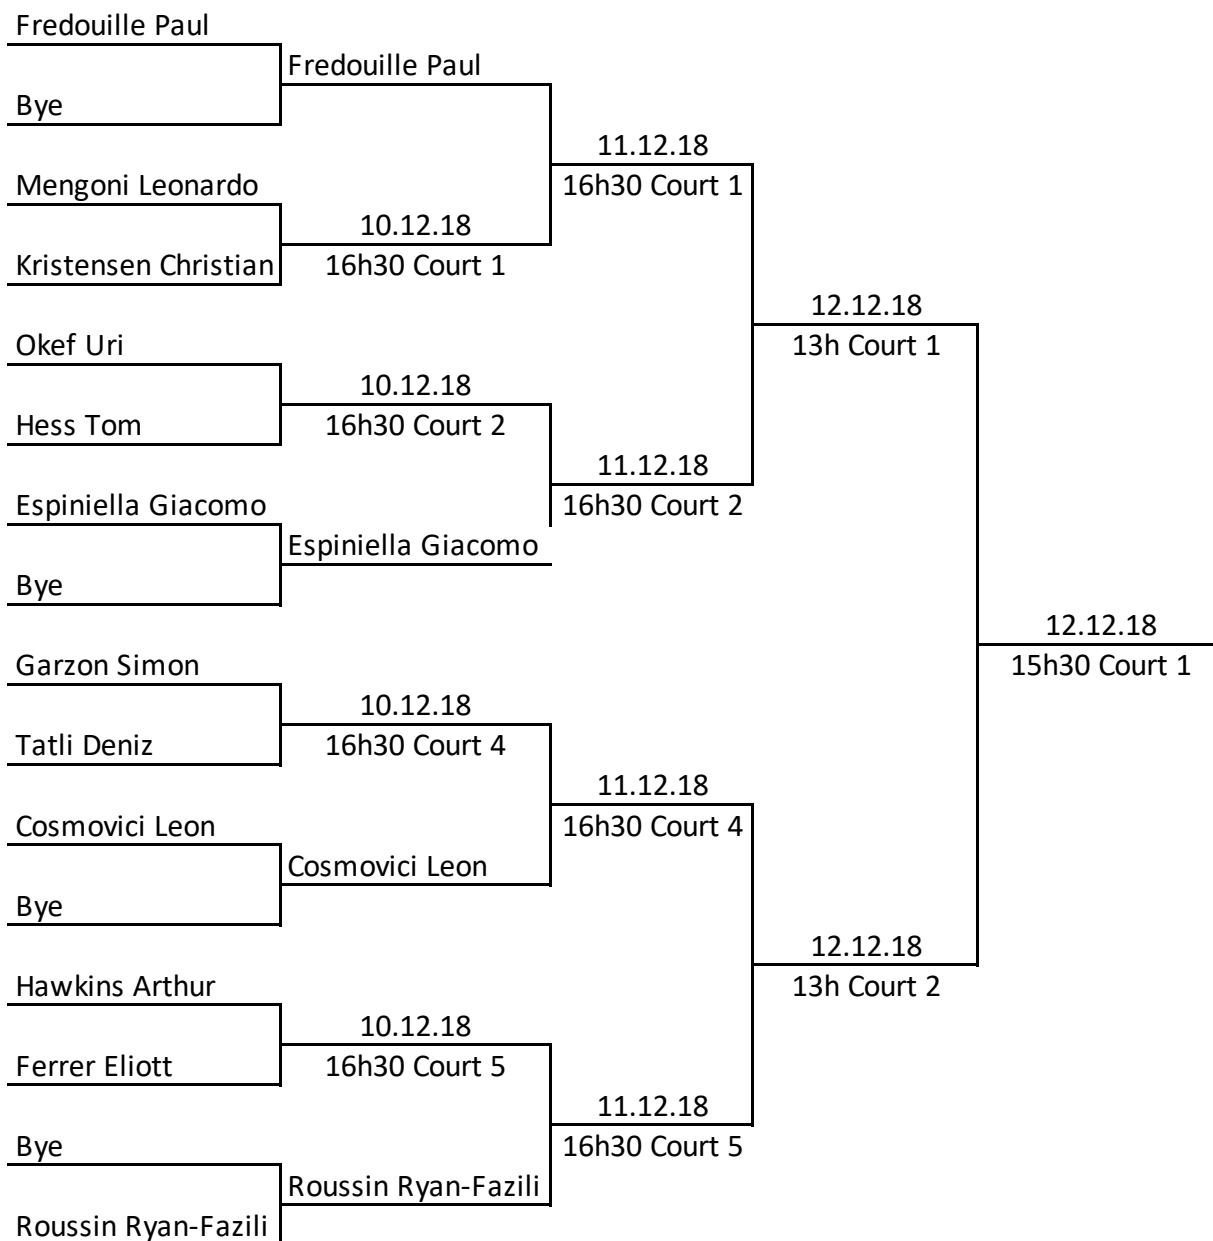 Fredouille Paul
Fredouille Paul
Bye
11.12.18
Mengoni Leonardo
16h30 Court 1
10.12.18
Kristensen Christian
16h30 Court 1
12.12.18
Okef Uri
13h Court 1
10.12.18
Hess Tom
16h30 Court 2
11.12.18
Espiniella Giacomo
16h30 Court 2
Espiniella Giacomo
Bye
12.12.18
Garzon Simon
15h30 Court 1
10.12.18
Tatli Deniz
16h30 Court 4
11.12.18
Cosmovici Leon
16h30 Court 4
Cosmovici Leon
Bye
12.12.18
Hawkins Arthur
13h Court 2
10.12.18
Ferrer Eliott
16h30 Court 5
11.12.18
Bye
16h30 Court 5
Roussin Ryan-Fazili
Roussin Ryan-Fazili